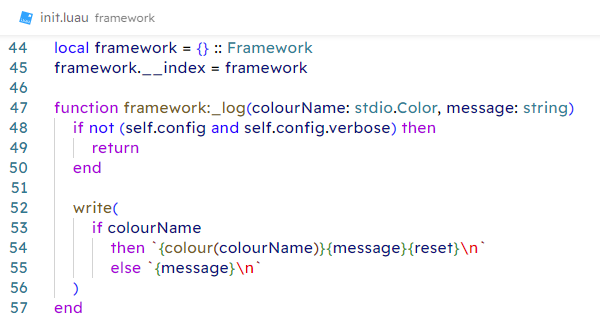 init.luau framework
44 local framework = {} :: Framework
45 framework.__index = framework
46
47 function framework:_log(colourName: stdio.Color, message: string)
48     if not (self.config and self.config.verbose) then
49         return
50     end
51
52     write(
53         if colourName
54             then `{colour(colourName)}{message}{reset}\n`
55             else `{message}\n`
56     )
57 end